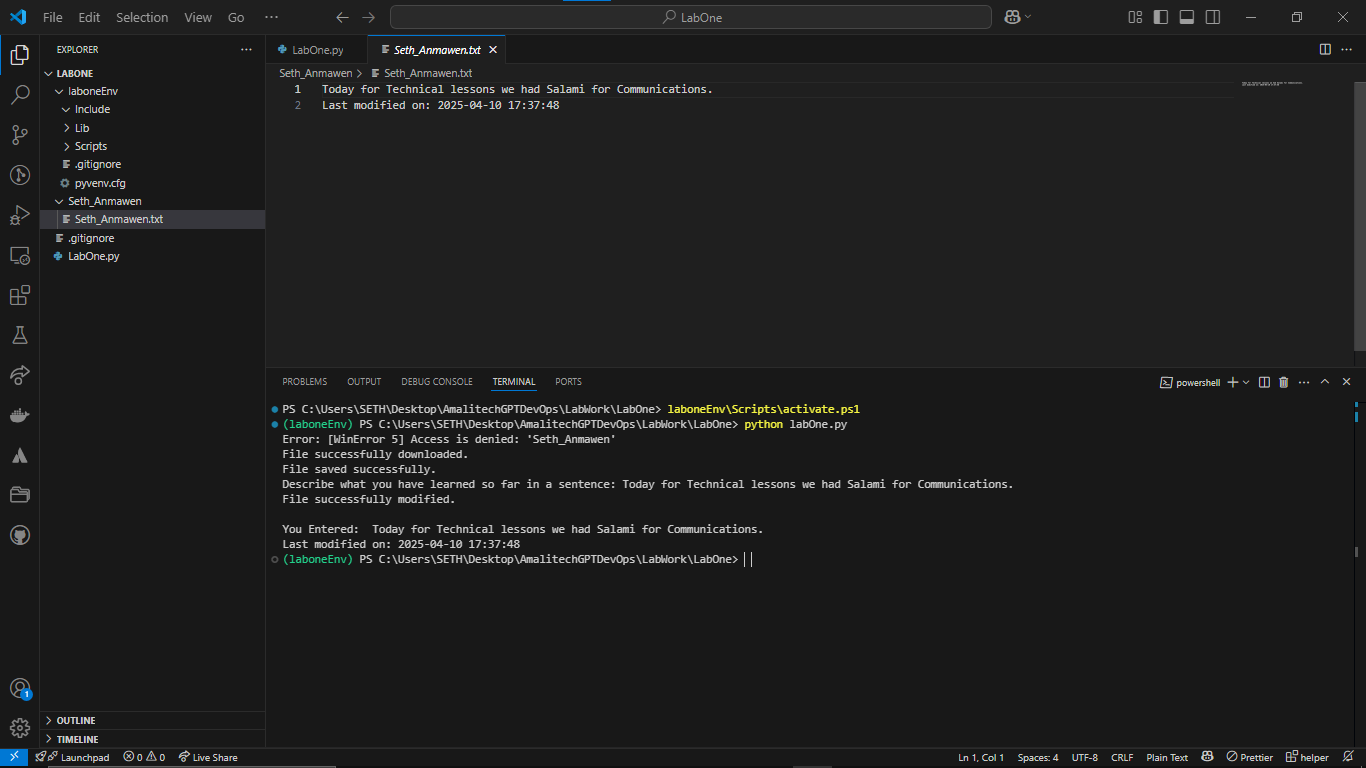 File Edit Selection View Go ··· LabOne
EXPLORER ···
LABONE
laboneEnv
Include
Lib
Scripts
.gitignore
pyvenv.cfg
Seth_Anmawen
Seth_Anmawen.txt
.gitignore
LabOne.py
OUTLINE
TIMELINE
LabOne.py Seth_Anmawen.txt
Seth_Anmawen > Seth_Anmawen.txt
1 Today for Technical lessons we had Salami for Communications.
2 Last modified on: 2025-04-10 17:37:48
PROBLEMS OUTPUT DEBUG CONSOLE TERMINAL PORTS powershell
PS C:\Users\SETH\Desktop\AmalitechGPTDevOps\LabWork\LabOne> laboneEnv\Scripts\activate.ps1
(laboneEnv) PS C:\Users\SETH\Desktop\AmalitechGPTDevOps\LabWork\LabOne> python labOne.py
Error: [WinError 5] Access is denied: 'Seth_Anmawen'
File successfully downloaded.
File saved successfully.
Describe what you have learned so far in a sentence: Today for Technical lessons we had Salami for Communications.
File successfully modified.
You Entered:  Today for Technical lessons we had Salami for Communications.
Last modified on: 2025-04-10 17:37:48
(laboneEnv) PS C:\Users\SETH\Desktop\AmalitechGPTDevOps\LabWork\LabOne>
1
Launchpad 0 0 Live Share Ln 1, Col 1 Spaces: 4 UTF-8 CRLF Plain Text Prettier helper